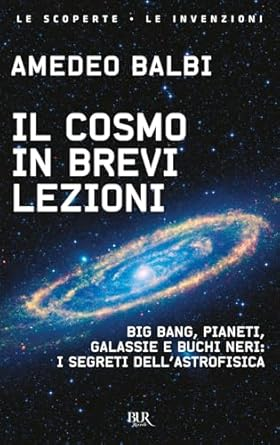 LE SCOPERTE • LE INVENZIONI
AMEDEO BALBI
IL COSMO
IN BREVI
LEZIONI
BIG BANG, PIANETI,
GALASSIE E BUCHI NERI:
I SEGRETI DELL'ASTROFISICA
BUR